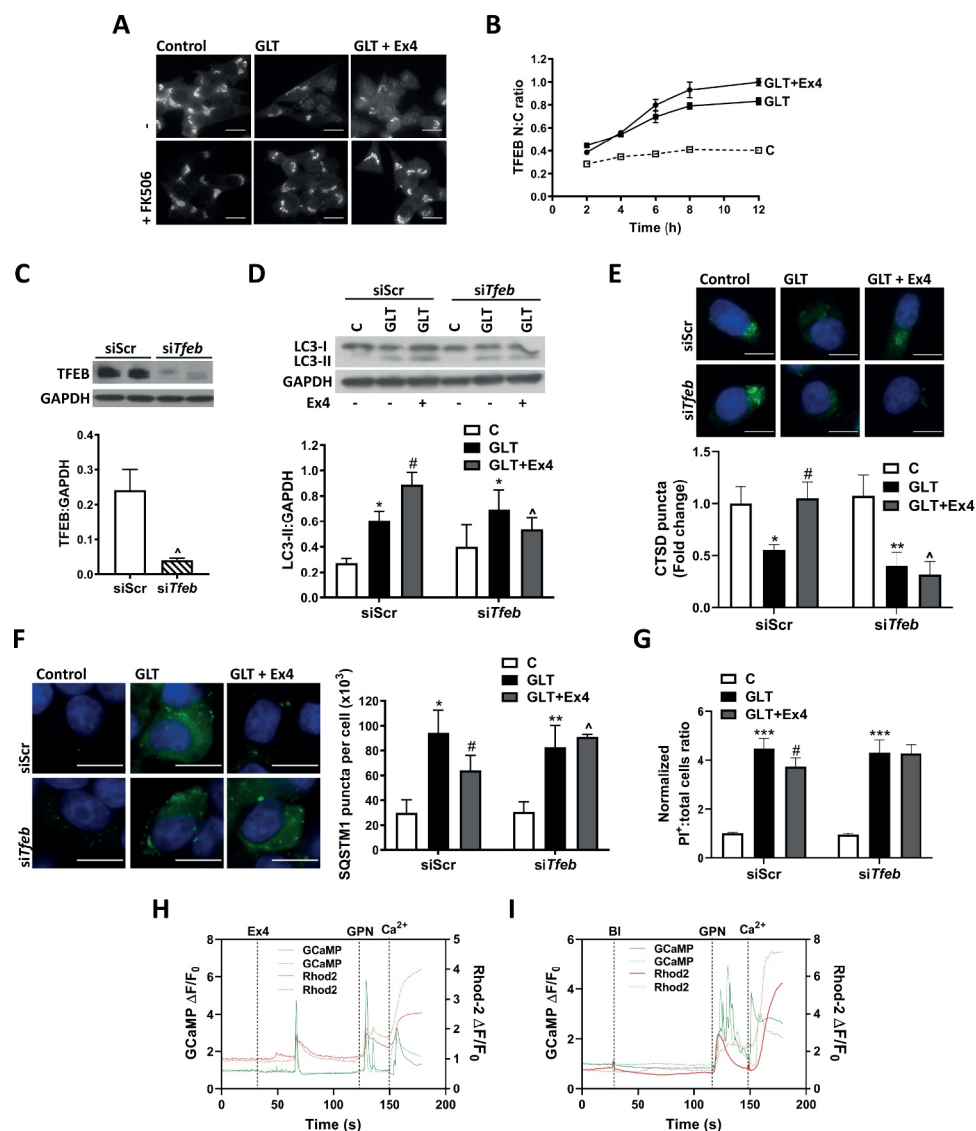 A
Control GLT GLT + Ex4
-
+ FK506
B
TFEB N:C ratio
1.2
1.0
0.8
0.6
0.4
0.2
0.0
2 4 6 8 10 12
Time (h)
GLT+Ex4
GLT
C
C
siScr siTfeb
TFEB
GAPDH
TFEB:GAPDH
0.4
0.3
0.2
0.1
0.0
^
siScr siTfeb
D
siScr siTfeb
C GLT GLT C GLT GLT
LC3-I
LC3-II
GAPDH
Ex4 - - + - - +
C
GLT
GLT+Ex4
LC3-II:GAPDH
1.2
1.0
0.8
0.6
0.4
0.2
0.0
* # * ^
siScr siTfeb
E
Control GLT GLT + Ex4
siScr
siTfeb
C
GLT
GLT+Ex4
CTSD puncta
(Fold change)
1.5
1.0
0.5
0.0
* # ** ^
siScr siTfeb
F
Control GLT GLT + Ex4
siScr
siTfeb
C
GLT
GLT+Ex4
SQSTM1 puncta per cell (x10³)
120
100
80
60
40
20
0
* # ** ^
siScr siTfeb
G
C
GLT
GLT+Ex4
Normalized
PI⁺:total cells ratio
6
4
2
0
*** # ***
siScr siTfeb
H
Ex4 GPN Ca²⁺
GCaMP
GCaMP
Rhod2
Rhod2
GCaMP ΔF/F₀
8
6
4
2
0
Rhod-2 ΔF/F₀
5
4
3
2
1
0
0 50 100 150 200
Time (s)
I
BI GPN Ca²⁺
GCaMP
GCaMP
Rhod2
Rhod2
GCaMP ΔF/F₀
6
4
2
0
Rhod-2 ΔF/F₀
8
6
4
2
0
0 50 100 150 200
Time (s)